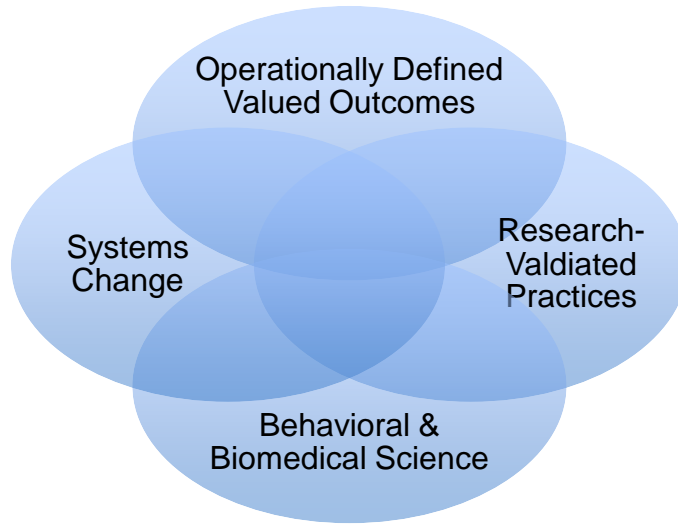 Operationally Defined
Valued Outcomes
Systems
Change
Research-
Valdiated
Practices
Behavioral &
Biomedical Science